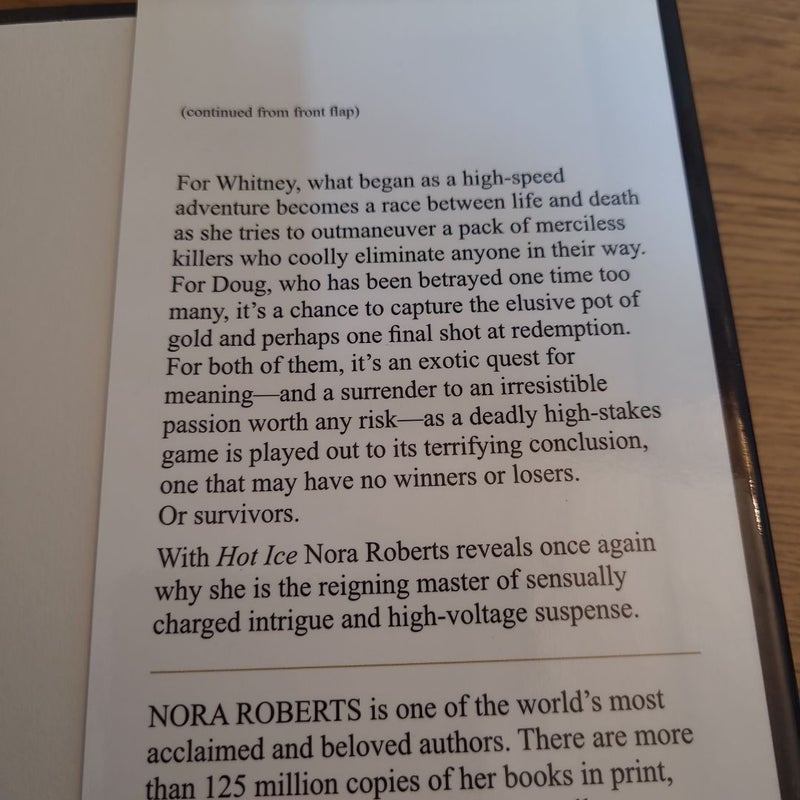 (continued from front flap)
For Whitney, what began as a high-speed
adventure becomes a race between life and death
as she tries to outmaneuver a pack of merciless
killers who coolly eliminate anyone in their way.
For Doug, who has been betrayed one time too
many, it's a chance to capture the elusive pot of
gold and perhaps one final shot at redemption.
For both of them, it's an exotic quest for
meaning—and a surrender to an irresistible
passion worth any risk—as a deadly high-stakes
game is played out to its terrifying conclusion,
one that may have no winners or losers.
Or survivors.
With Hot Ice Nora Roberts reveals once again
why she is the reigning master of sensually
charged intrigue and high-voltage suspense.
NORA ROBERTS is one of the world's most
acclaimed and beloved authors. There are more
than 125 million copies of her books in print,